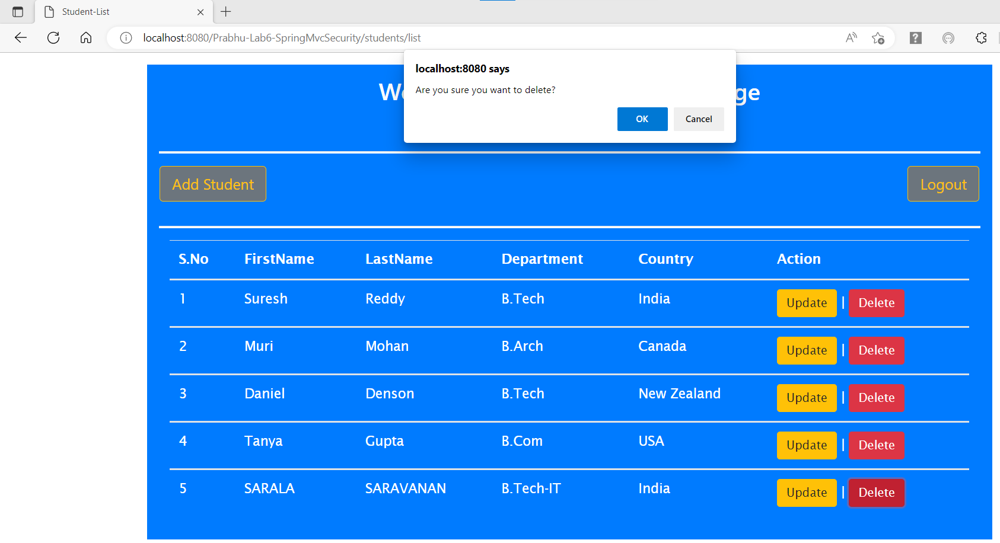 Student-List
localhost:8080/Prabhu-Lab6-SpringMvcSecurity/students/list
localhost:8080 says
Are you sure you want to delete?
OK Cancel
Add Student Logout
S.No FirstName LastName Department Country Action
1 Suresh Reddy B.Tech India Update | Delete
2 Muri Mohan B.Arch Canada Update | Delete
3 Daniel Denson B.Tech New Zealand Update | Delete
4 Tanya Gupta B.Com USA Update | Delete
5 SARALA SARAVANAN B.Tech-IT India Update | Delete